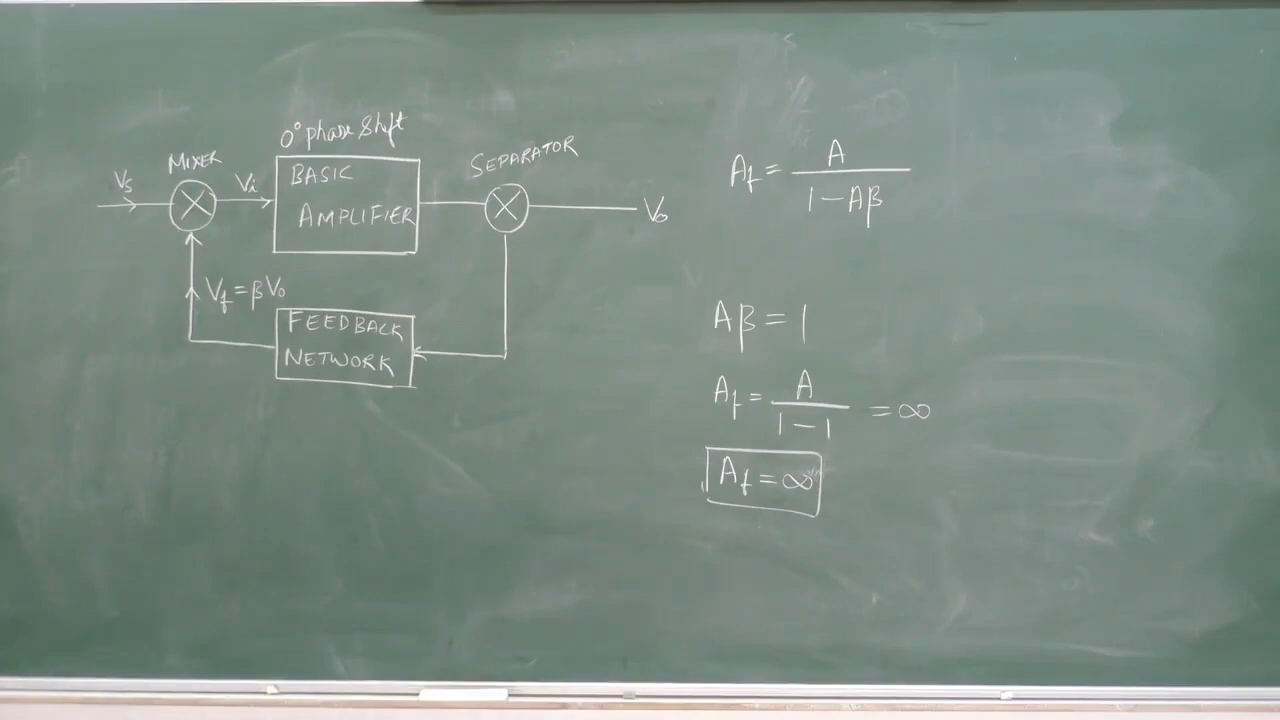 0° phase shift
MIXER
SEPARATOR
Vs
Vi
BASIC
AMPLIFIER
Vo
Vf = βVo
FEEDBACK
NETWORK
Af = A / 1-Aβ
Aβ = 1
Af = A / 1-1 = ∞
Af = ∞